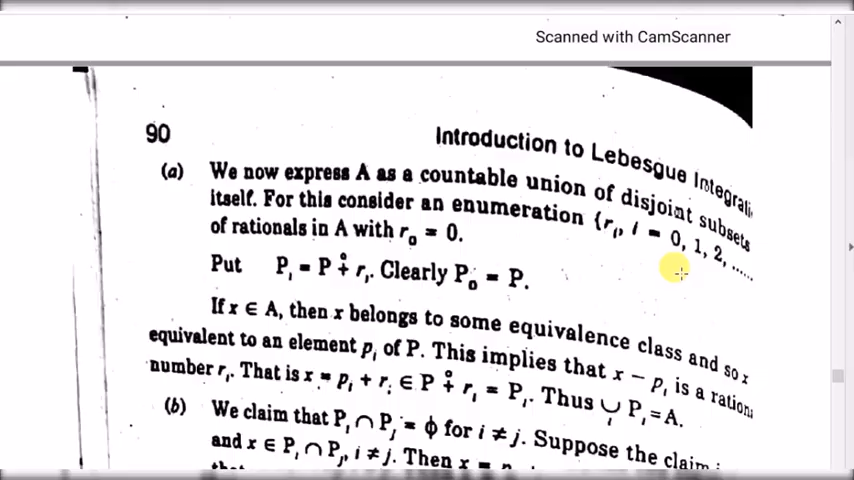 Scanned with CamScanner
90
Introduction to Lebesgue Integrati
(a) We now express A as a countable union of disjoint subsets
itself. For this consider an enumeration {rᵢ, i = 0, 1, 2, ......
of rationals in A with r₀ = 0.
Put Pᵢ = P +̊ rᵢ. Clearly P₀ = P.
If x ∈ A, then x belongs to some equivalence class and so x
equivalent to an element pᵢ of P. This implies that x − pᵢ is a ration
number rᵢ. That is x = pᵢ + rᵢ ∈ P +̊ rᵢ = Pᵢ. Thus ∪ᵢ Pᵢ = A.
(b) We claim that Pᵢ ∩ Pⱼ = ϕ for i ≠ j. Suppose the claim i
and x ∈ Pᵢ ∩ Pⱼ, i ≠ j. Then x =